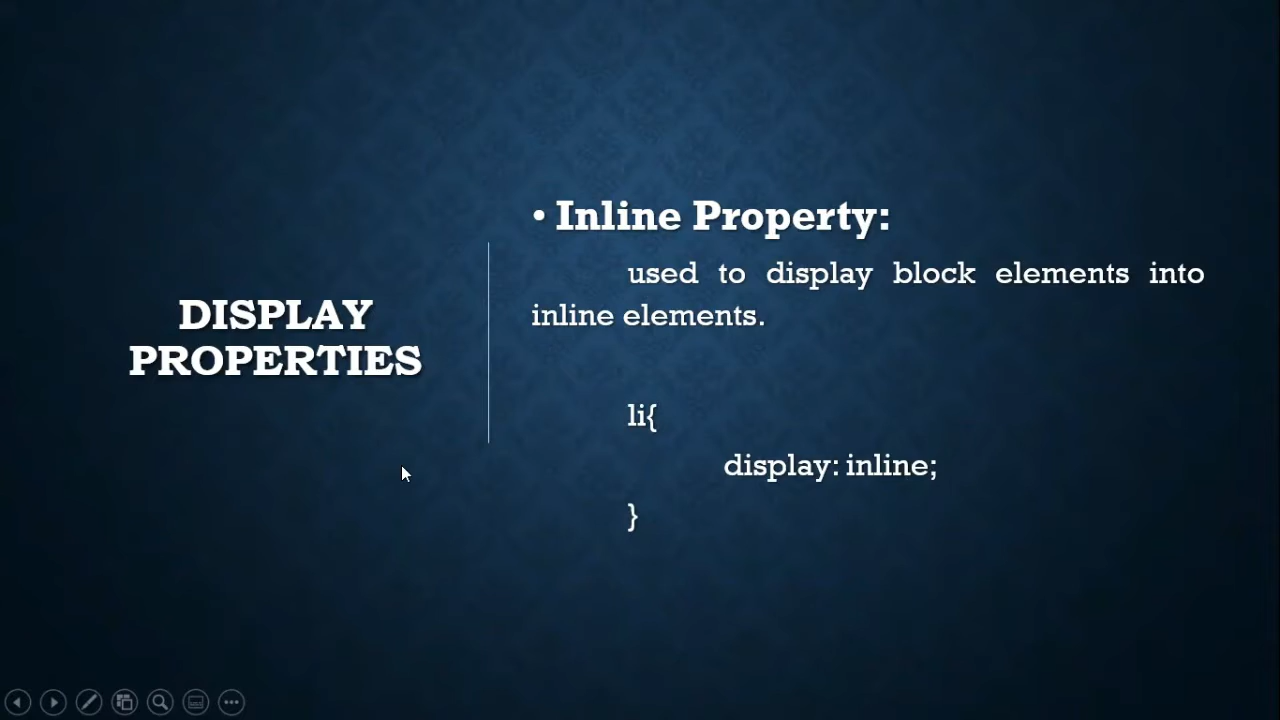 DISPLAY
PROPERTIES
• Inline Property:
used to display block elements into
inline elements.
li{
display: inline;
}